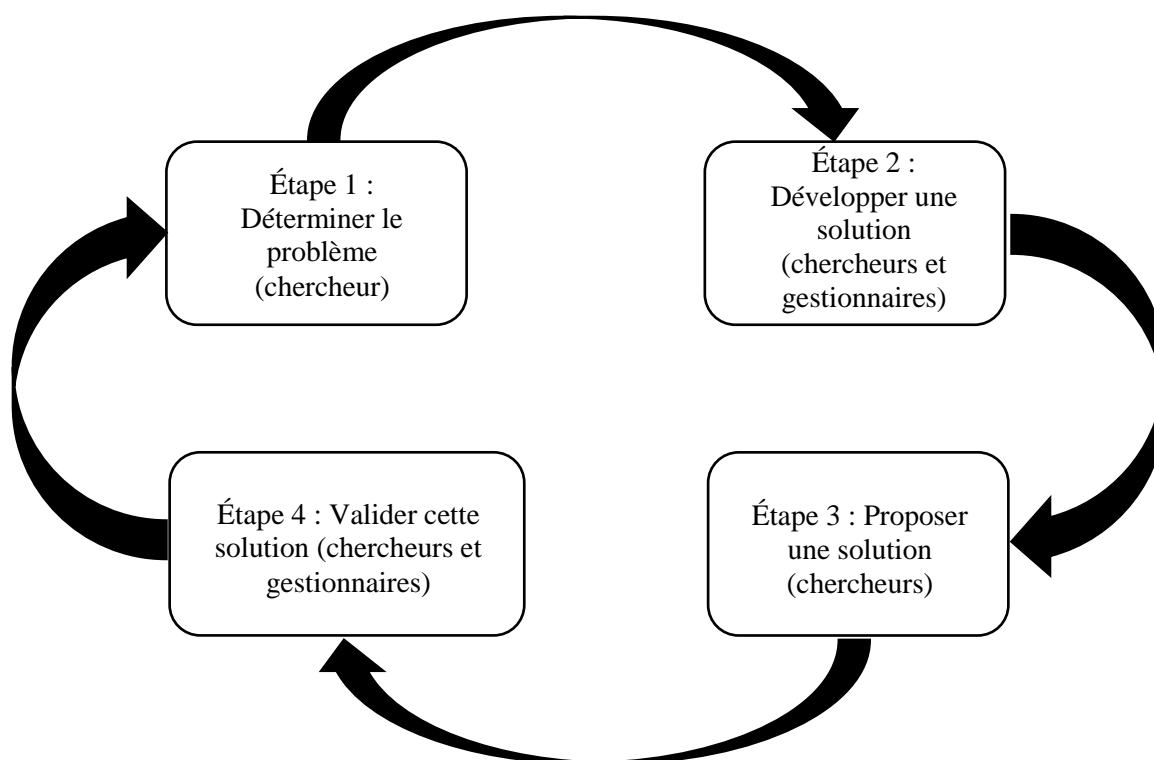 Étape 1 :
Déterminer le
problème
(chercheur)
Étape 2 :
Développer une
solution
(chercheurs et
gestionnaires)
Étape 3 : Proposer
une solution
(chercheurs)
Étape 4 : Valider cette
solution (chercheurs et
gestionnaires)